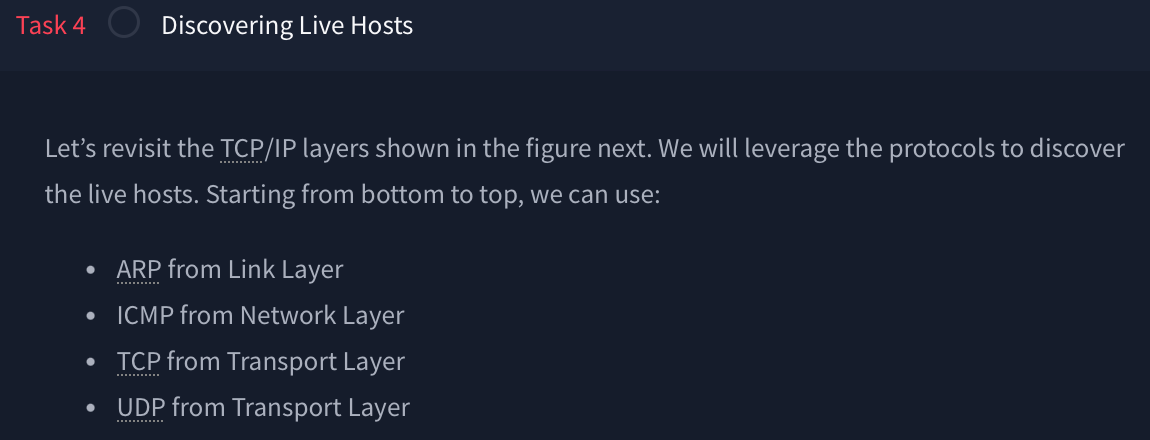 Task 4 Discovering Live Hosts
Let’s revisit the TCP/IP layers shown in the figure next. We will leverage the protocols to discover
the live hosts. Starting from bottom to top, we can use:
• ARP from Link Layer
• ICMP from Network Layer
• TCP from Transport Layer
• UDP from Transport Layer